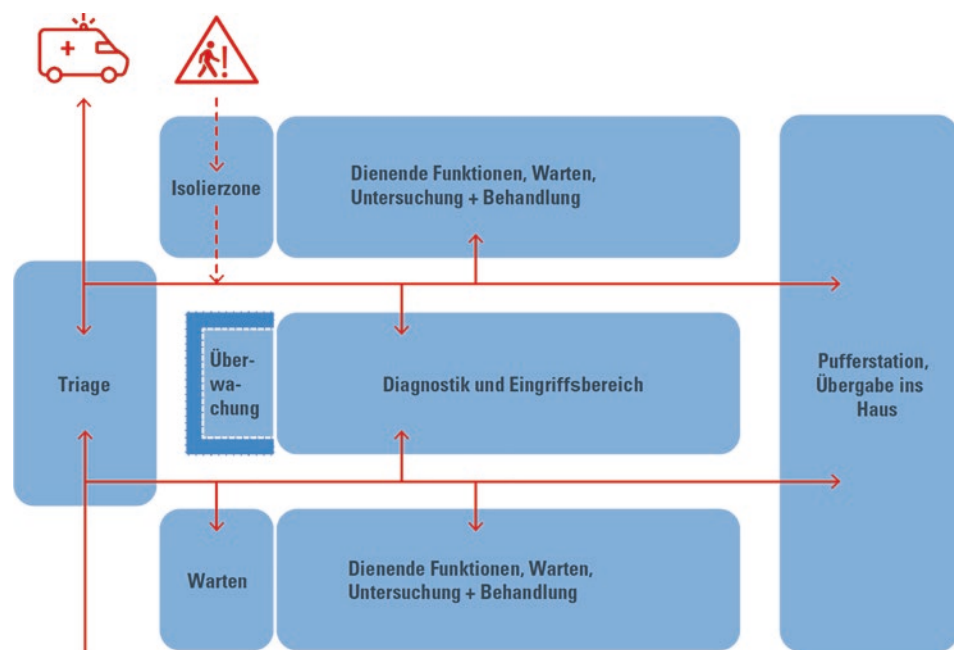 Isolierzone
Dienende Funktionen, Warten,
Untersuchung + Behandlung
Triage
Über-
wa-
chung
Diagnostik und Eingriffsbereich
Pufferstation,
Übergabe ins
Haus
Warten
Dienende Funktionen, Warten,
Untersuchung + Behandlung